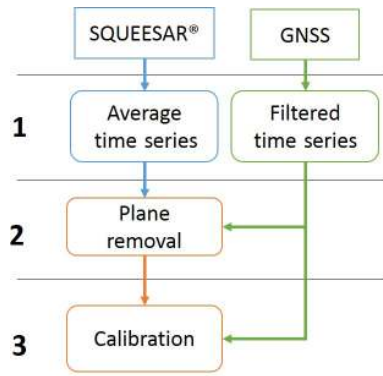 SQUEESAR®
GNSS
1
Average
time series
Filtered
time series
2
Plane
removal
3
Calibration